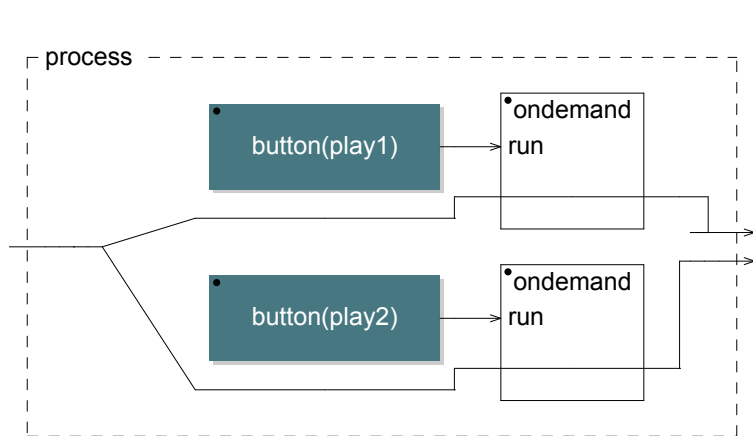 process
ondemand
button(play1)
run
ondemand
button(play2)
run